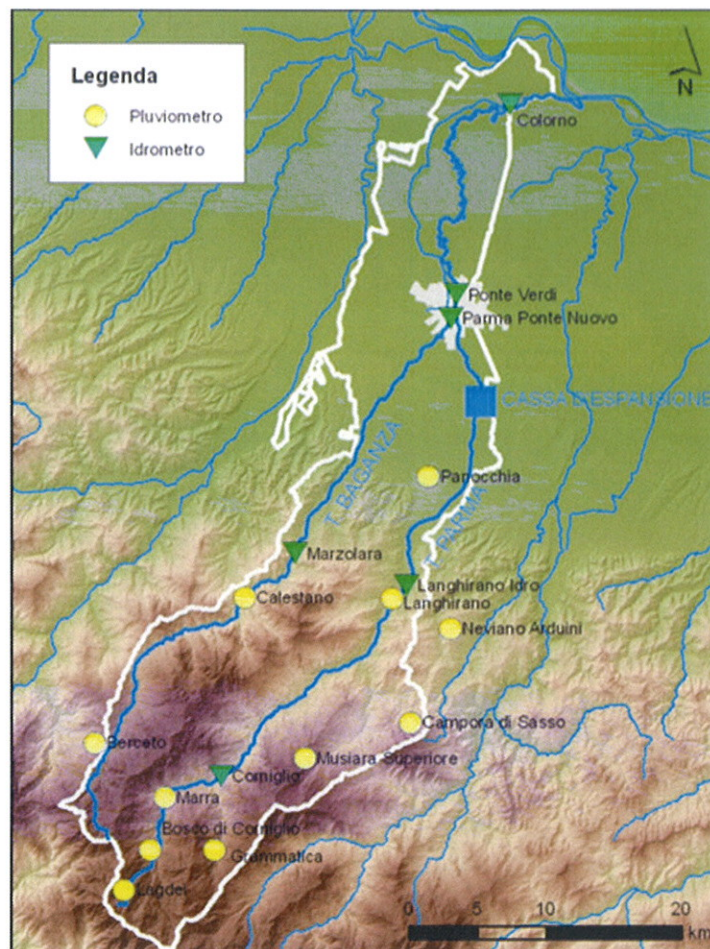 Legenda
Pluviometro
Idrometro
N
Colorno
Ponte Verdi
Parma Ponte Nuovo
CASSA D'ESPANSIONE
T. BAGANZA
Panocchia
T. PARMA
Marzolara
Langhirano Idro
Calestano
Langhirano
Neviano Arduini
Campora di Sasso
Berceto
Musiara Superiore
Corniglio
Marra
Bosco di Corniglio
Grammatica
Lagdei
0 5 10 20
km